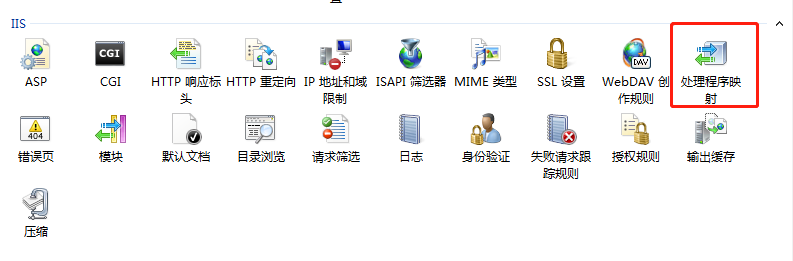 IIS
ASP
CGI
CGI
HTTP 响应标
头
HTTP 重定向
IP 地址和域
限制
ISAPI 筛选器
MIME 类型
SSL 设置
DAV
WebDAV 创
作规则
处理程序映
射
404
错误页
模块
默认文档
目录浏览
请求筛选
日志
身份验证
失败请求跟
踪规则
授权规则
输出缓存
压缩